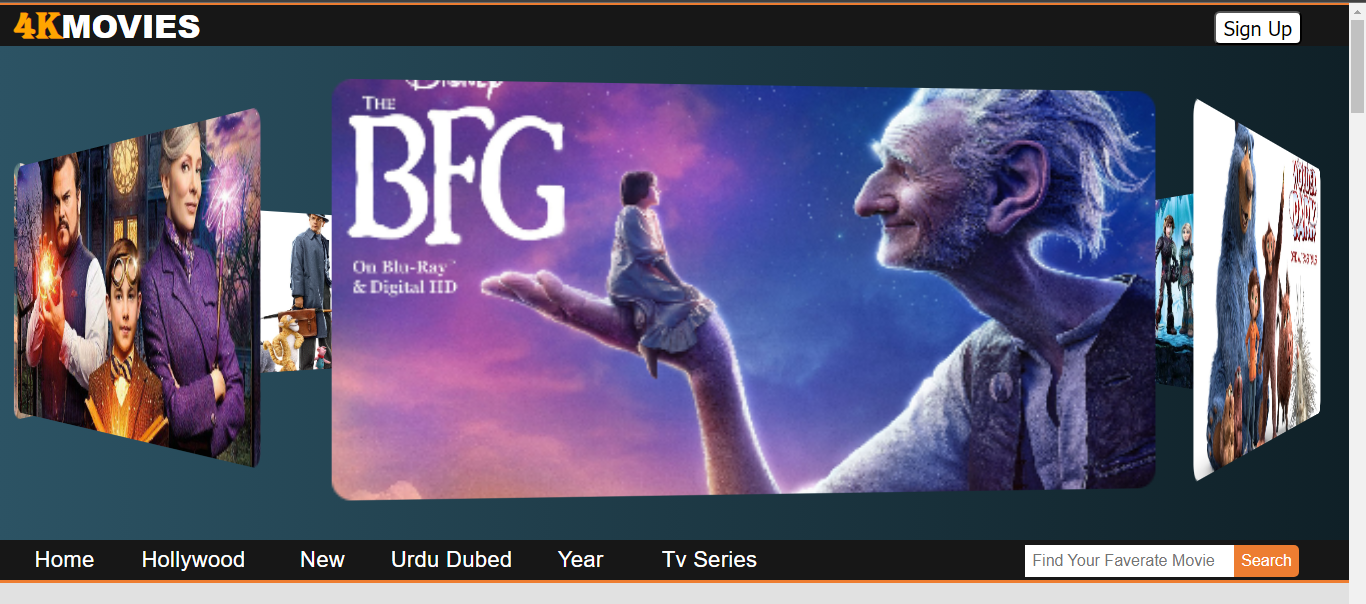 4KMOVIES
Sign Up
DISNEY
THE
BFG
On Blu-Ray™
& Digital HD
Home
Hollywood
New
Urdu Dubed
Year
Tv Series
Find Your Faverate Movie
Search